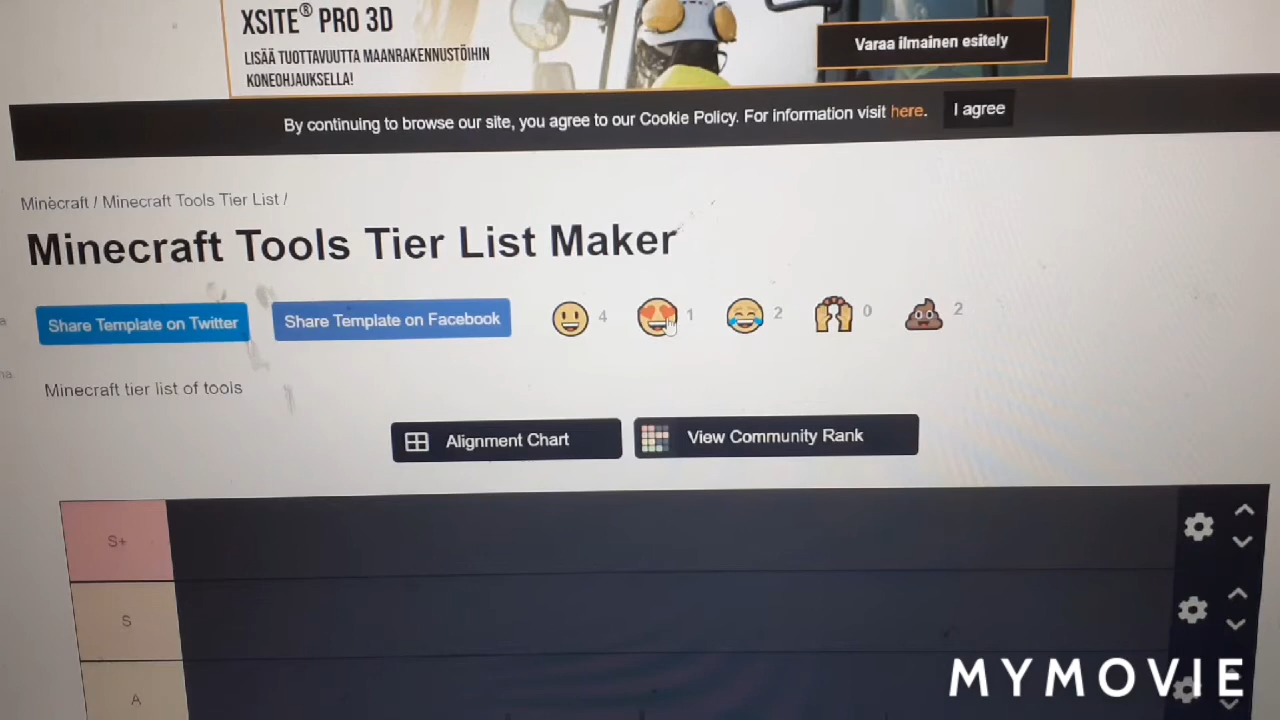 XSITE® PRO 3D
LISÄÄ TUOTTAVUUTTA MAANRAKENNUSTÖIHIN
KONEOHJAUKSELLA!
Varaa ilmainen esitely
By continuing to browse our site, you agree to our Cookie Policy. For information visit here.
I agree
Minecraft / Minecraft Tools Tier List /
Minecraft Tools Tier List Maker
Share Template on Twitter
Share Template on Facebook
4
1
2
0
2
Minecraft tier list of tools
Alignment Chart
View Community Rank
S+
S
A
MYMOVIE